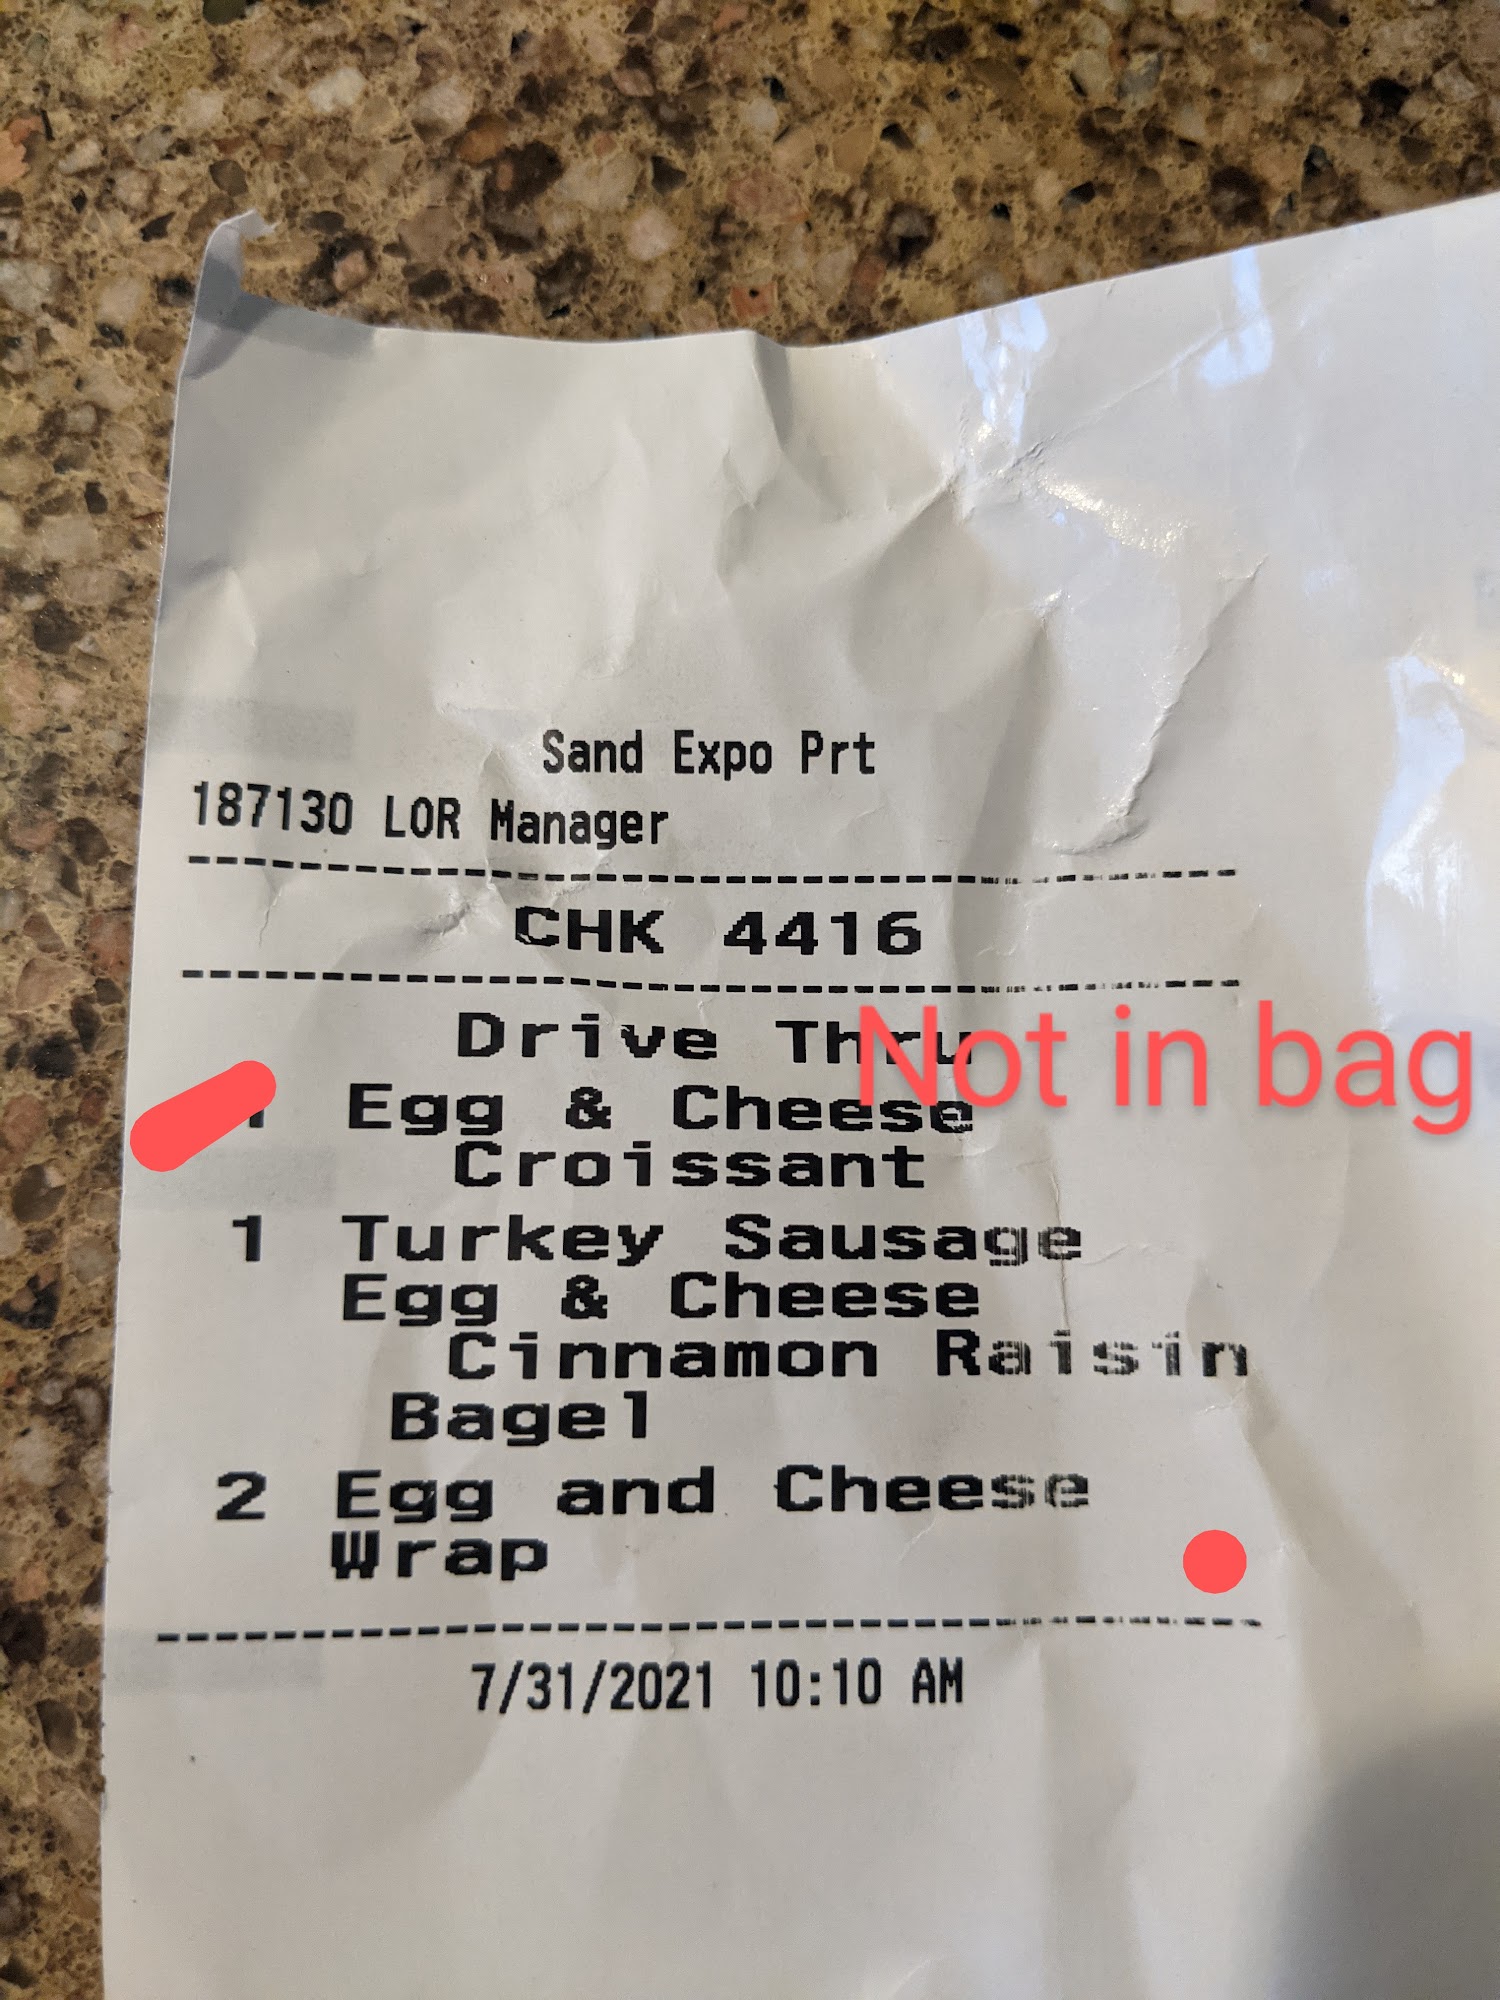 Sand Expo Prt
187130 LOR Manager
CHK 4416
Drive Thru
Not in bag
1 Egg & Cheese
Croissant
1 Turkey Sausage
Egg & Cheese
Cinnamon Raisin
Bagel
2 Egg and Cheese
Wrap
7/31/2021 10:10 AM